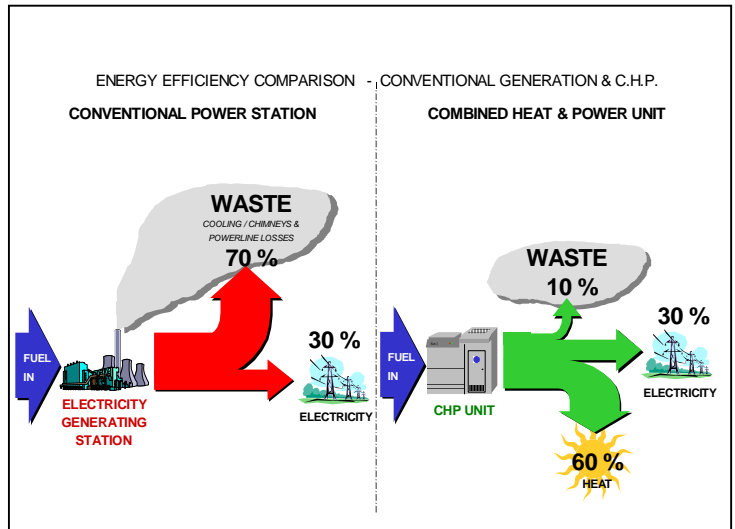 ENERGY EFFICIENCY COMPARISON - CONVENTIONAL GENERATION & C.H.P.
CONVENTIONAL POWER STATION
WASTE
COOLING / CHIMNEYS &
POWERLINE LOSSES
70 %
FUEL
IN
ELECTRICITY
GENERATING
STATION
30 %
ELECTRICITY
COMBINED HEAT & POWER UNIT
WASTE
10 %
FUEL
IN
CHP UNIT
30 %
ELECTRICITY
60 %
HEAT